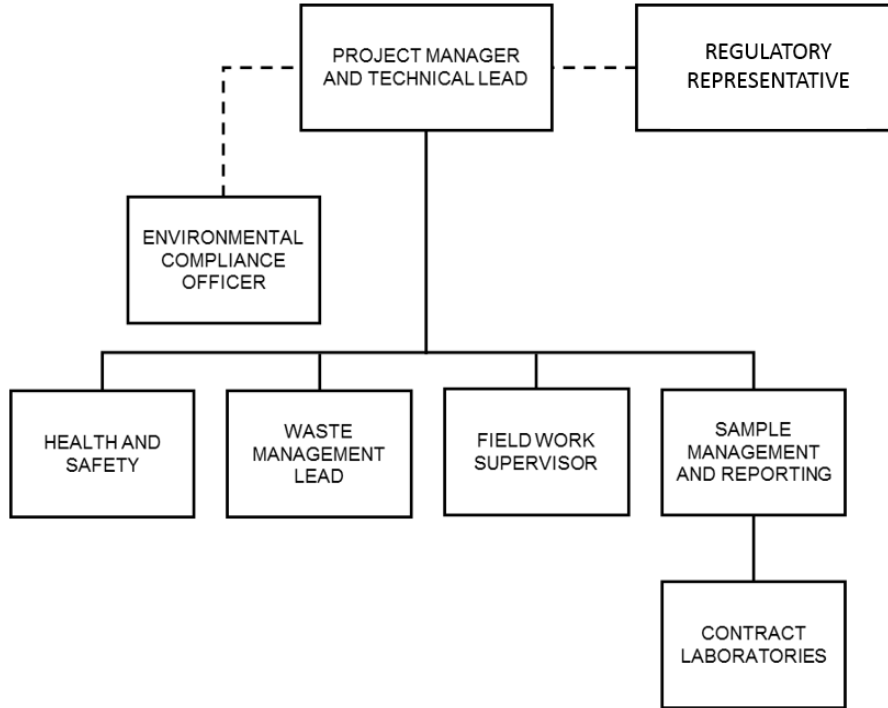 PROJECT MANAGER
AND TECHNICAL LEAD
REGULATORY
REPRESENTATIVE
ENVIRONMENTAL
COMPLIANCE
OFFICER
HEALTH AND
SAFETY
WASTE
MANAGEMENT
LEAD
FIELD WORK
SUPERVISOR
SAMPLE
MANAGEMENT
AND REPORTING
CONTRACT
LABORATORIES